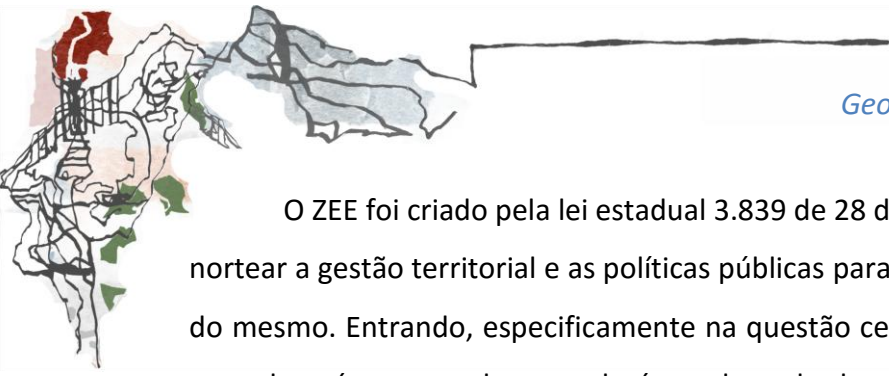 Geo
O ZEE foi criado pela lei estadual 3.839 de 28 d
nortear a gestão territorial e as políticas públicas para
do mesmo. Entrando, especificamente na questão ce